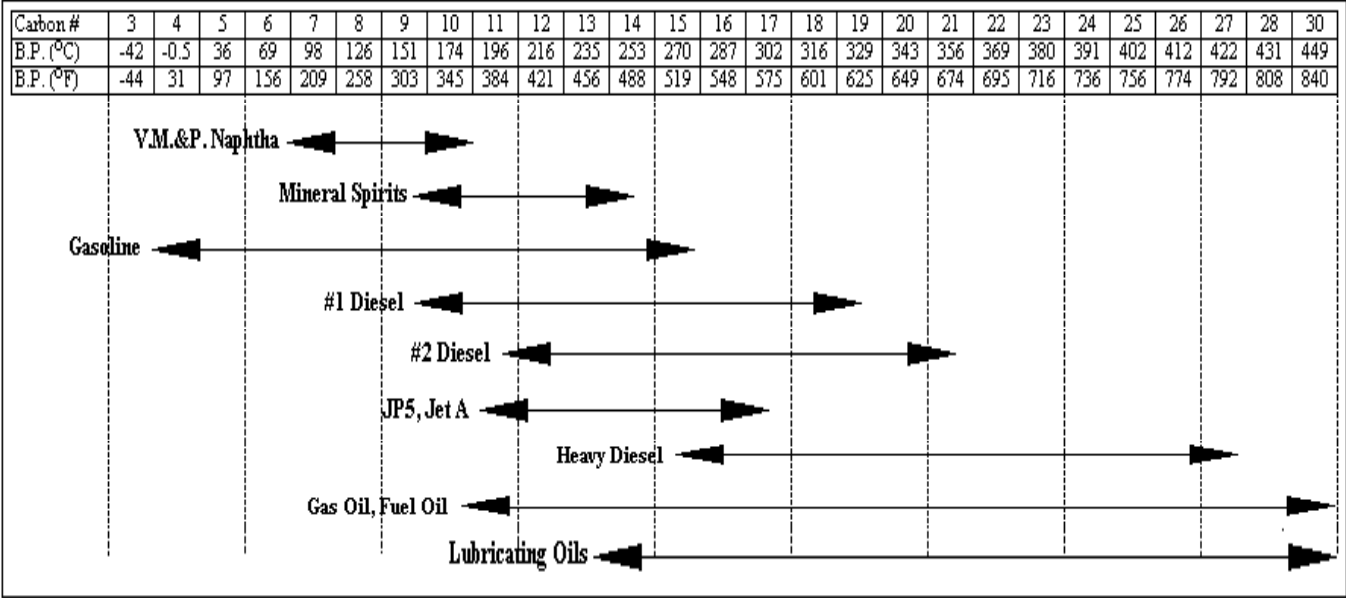 Carbon # 3 4 5 6 7 8 9 10 11 12 13 14 15 16 17 18 19 20 21 22 23 24 25 26 27 28 30
B.P. (ºC) -42 -0.5 36 69 98 126 151 174 196 216 235 253 270 287 302 316 329 343 356 369 380 391 402 412 422 431 449
B.P. (ºF) -44 31 97 156 209 258 303 345 384 421 456 488 519 548 575 601 625 649 674 695 716 736 756 774 792 808 840
V.M.&P. Naphtha
Mineral Spirits
Gasoline
#1 Diesel
#2 Diesel
JP5, Jet A
Heavy Diesel
Gas Oil, Fuel Oil
Lubricating Oils